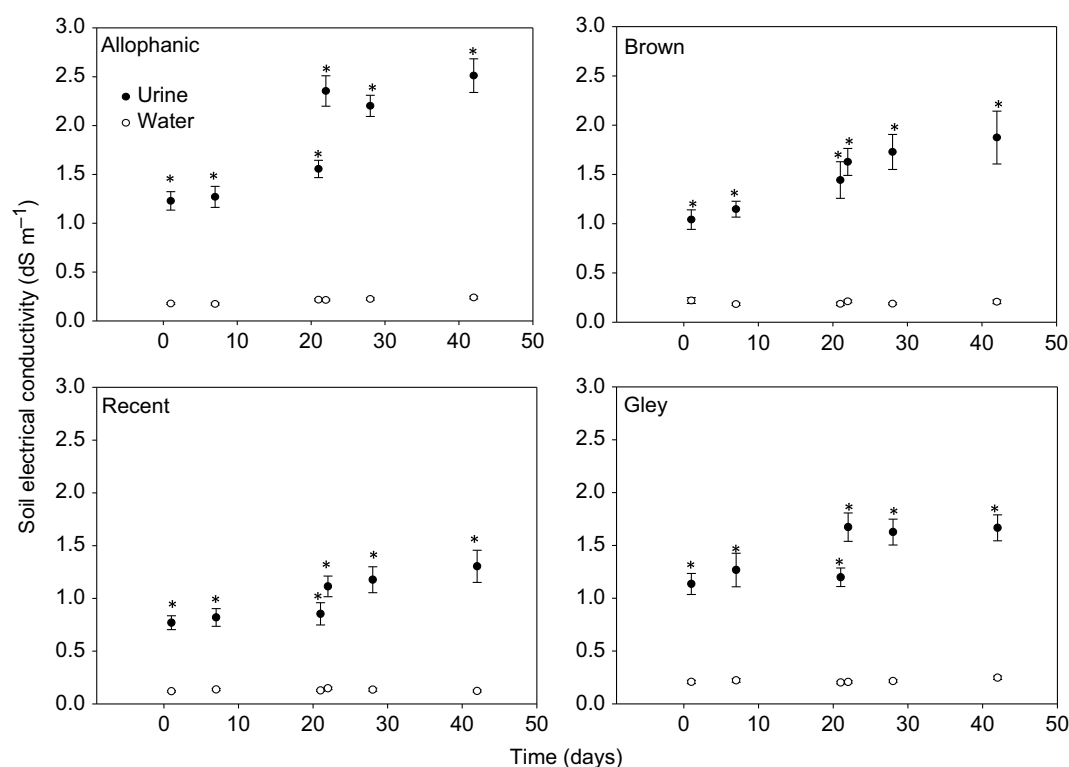 Soil electrical conductivity (dS m⁻¹)
Allophanic
Urine
Water
3.0
2.5
2.0
1.5
1.0
0.5
0.0
0 10 20 30 40 50
* * * * * *
Brown
3.0
2.5
2.0
1.5
1.0
0.5
0.0
0 10 20 30 40 50
* * * * * *
Recent
3.0
2.5
2.0
1.5
1.0
0.5
0.0
0 10 20 30 40 50
* * * * * *
Gley
3.0
2.5
2.0
1.5
1.0
0.5
0.0
0 10 20 30 40 50
* * * * * *
Time (days)